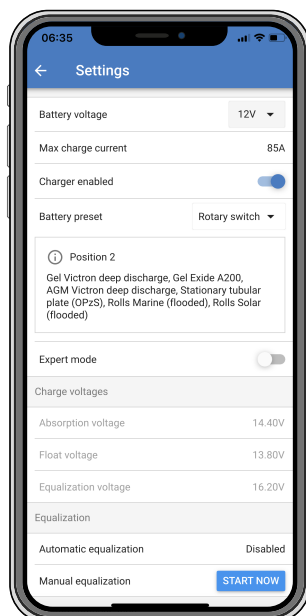 06:35
Settings
Battery voltage 12V
Max charge current 85A
Charger enabled
Battery preset Rotary switch
Position 2
Gel Victron deep discharge, Gel Exide A200,
AGM Victron deep discharge, Stationary tubular
plate (OPzS), Rolls Marine (flooded), Rolls Solar
(flooded)
Expert mode
Charge voltages
Absorption voltage 14.40V
Float voltage 13.80V
Equalization voltage 16.20V
Equalization
Automatic equalization Disabled
Manual equalization START NOW